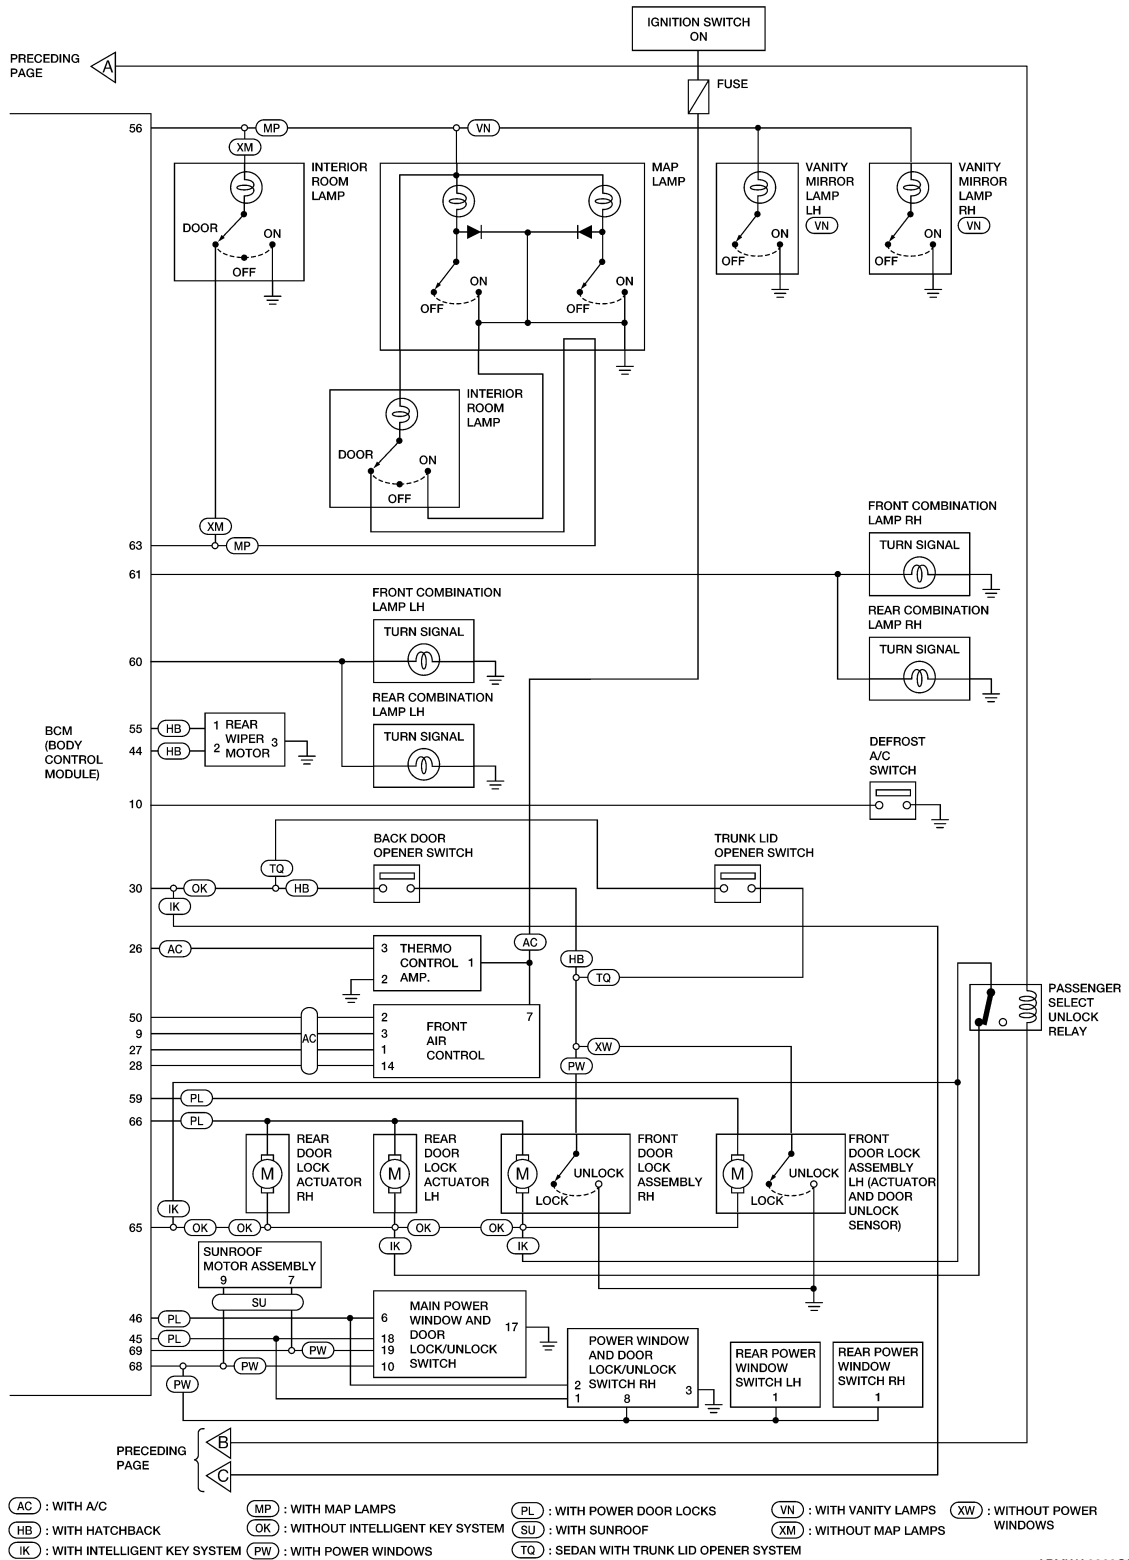 IGNITION SWITCH
ON
PRECEDING
PAGE
A
FUSE
56
MP
VN
XM
INTERIOR
ROOM
LAMP
DOOR
ON
OFF
MAP
LAMP
ON
OFF
ON
OFF
VANITY
MIRROR
LAMP
LH
VN
ON
OFF
VANITY
MIRROR
LAMP
RH
VN
ON
OFF
INTERIOR
ROOM
LAMP
DOOR
ON
OFF
XM
63
MP
61
FRONT COMBINATION
LAMP RH
TURN SIGNAL
REAR COMBINATION
LAMP RH
TURN SIGNAL
FRONT COMBINATION
LAMP LH
TURN SIGNAL
60
REAR COMBINATION
LAMP LH
TURN SIGNAL
BCM
(BODY
CONTROL
MODULE)
55
HB
1
REAR
WIPER
MOTOR
3
44
HB
2
DEFROST
A/C
SWITCH
10
BACK DOOR
OPENER SWITCH
TRUNK LID
OPENER SWITCH
TQ
30
OK
HB
IK
26
AC
3
THERMO
CONTROL
AMP.
1
2
AC
HB
TQ
PASSENGER
SELECT
UNLOCK
RELAY
50
9
27
28
AC
2
3
1
14
FRONT
AIR
CONTROL
7
XW
PW
59
PL
66
PL
M
REAR
DOOR
LOCK
ACTUATOR
RH
M
REAR
DOOR
LOCK
ACTUATOR
LH
M
UNLOCK
LOCK
FRONT
DOOR
LOCK
ASSEMBLY
RH
M
UNLOCK
LOCK
FRONT
DOOR LOCK
ASSEMBLY
LH (ACTUATOR
AND DOOR
UNLOCK
SENSOR)
IK
65
OK
OK
OK
OK
IK
IK
SUNROOF
MOTOR ASSEMBLY
9
7
SU
46
PL
45
PL
69
PW
68
PW
PW
6
18
19
10
MAIN POWER
WINDOW AND
DOOR
LOCK/UNLOCK
SWITCH
17
POWER WINDOW
AND DOOR
LOCK/UNLOCK
SWITCH RH
2
1
8
3
REAR POWER
WINDOW
SWITCH LH
1
REAR POWER
WINDOW
SWITCH RH
1
PRECEDING
PAGE
B
C
AC : WITH A/C
HB : WITH HATCHBACK
IK : WITH INTELLIGENT KEY SYSTEM
MP : WITH MAP LAMPS
OK : WITHOUT INTELLIGENT KEY SYSTEM
PW : WITH POWER WINDOWS
PL : WITH POWER DOOR LOCKS
SU : WITH SUNROOF
TQ : SEDAN WITH TRUNK LID OPENER SYSTEM
VN : WITH VANITY LAMPS
XM : WITHOUT MAP LAMPS
XW : WITHOUT POWER
WINDOWS